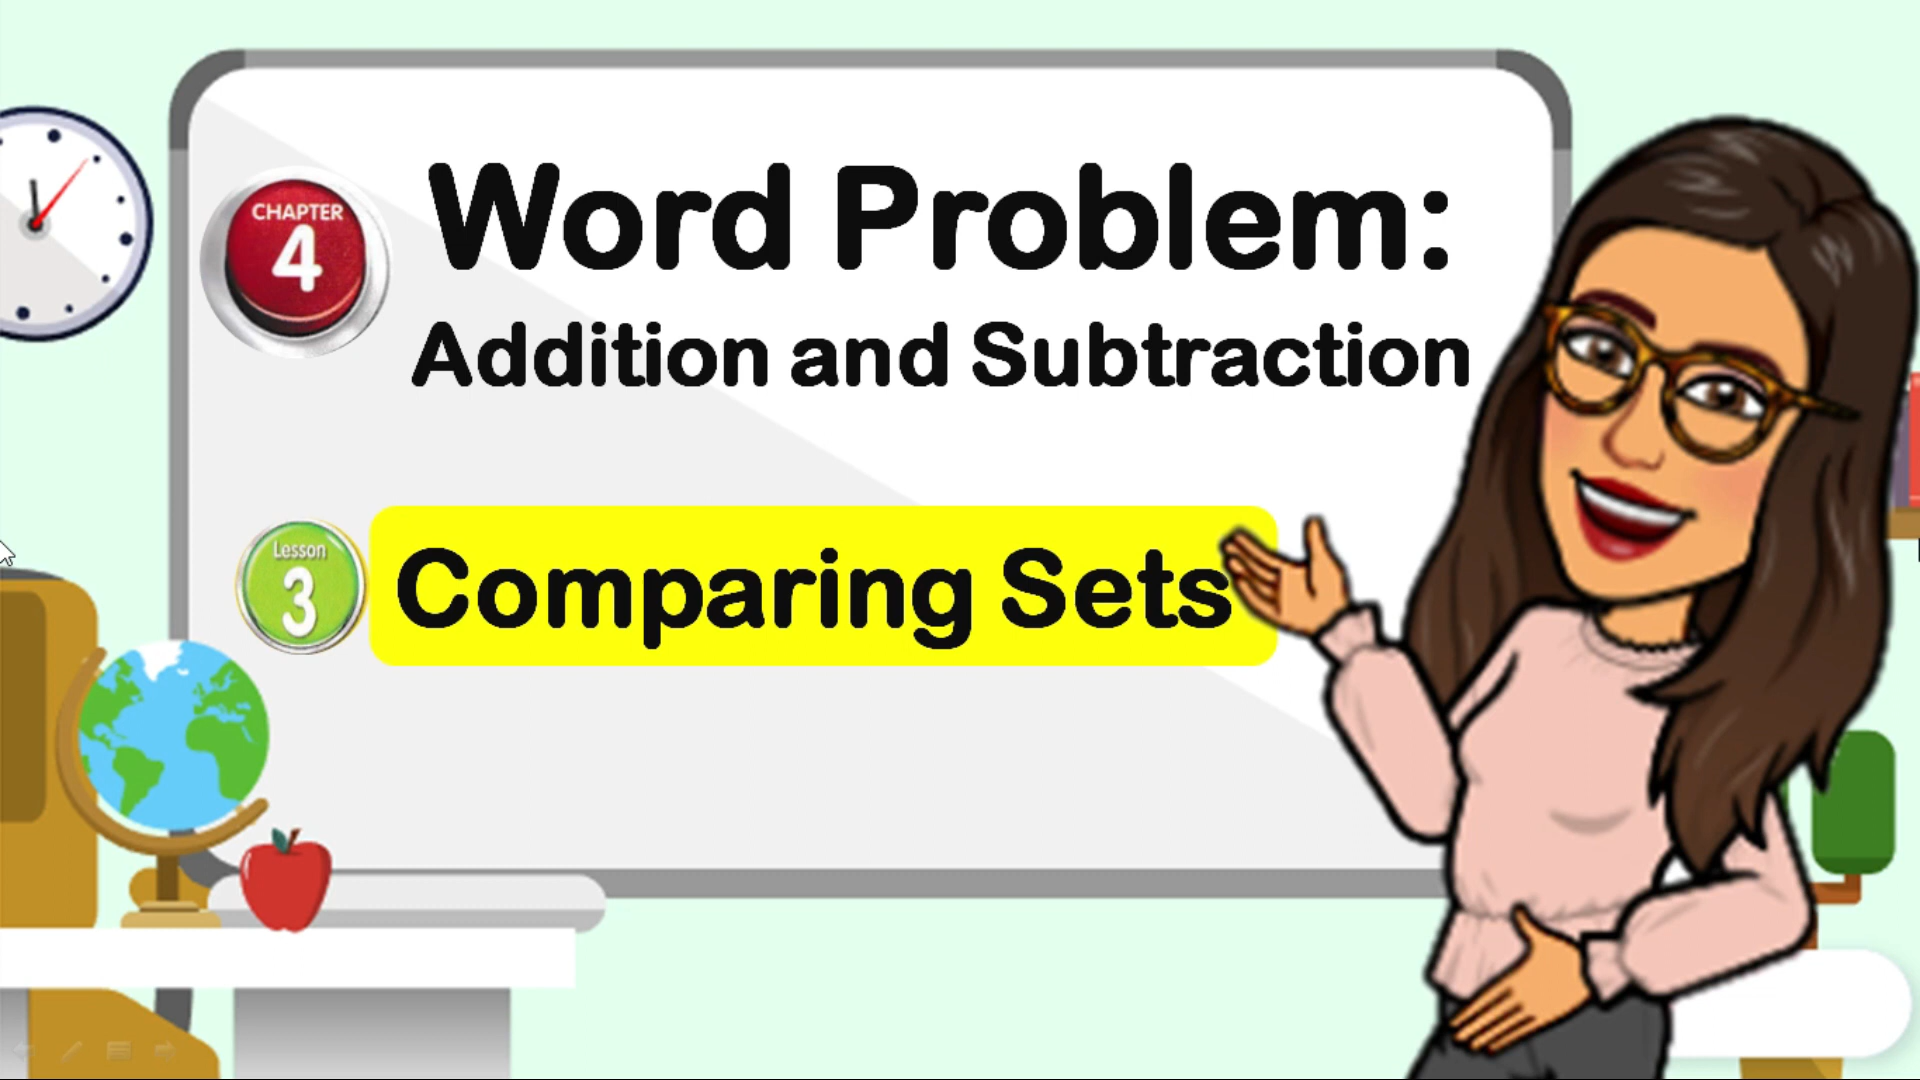 CHAPTER
4
Word Problem:
Addition and Subtraction
Lesson
3
Comparing Sets